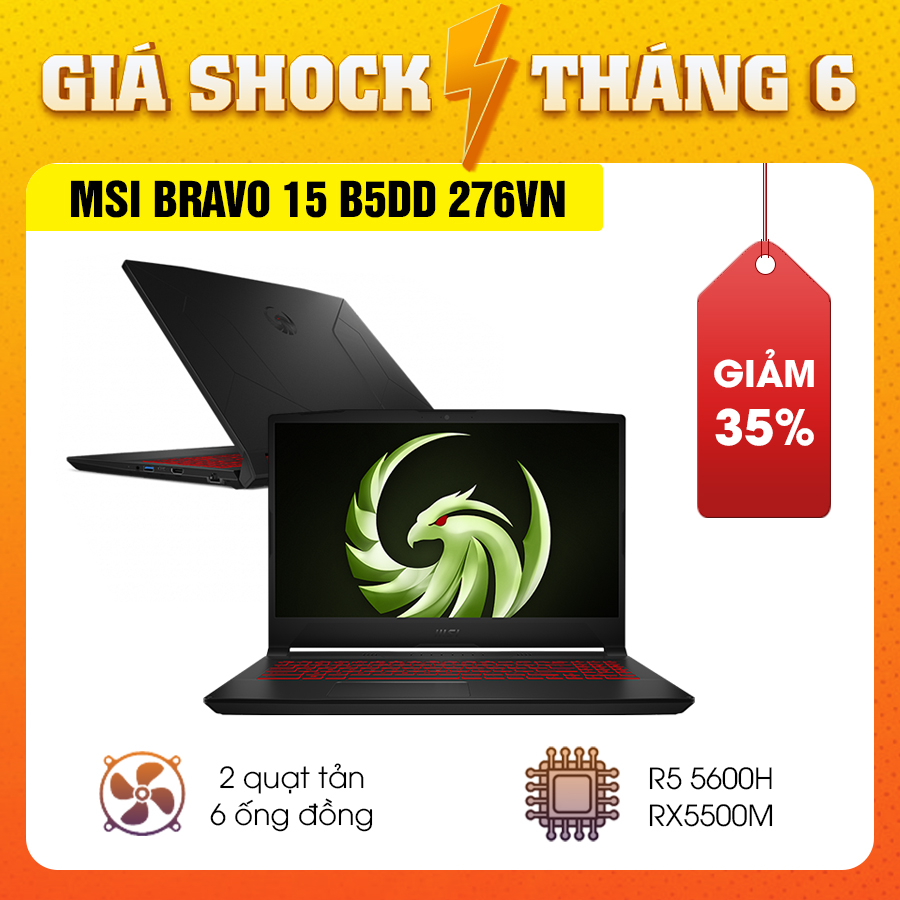 GIÁ SHOCK THÁNG 6
MSI BRAVO 15 B5DD 276VN
GIẢM
35%
msi
2 quạt tản
6 ống đồng
R5 5600H
RX5500M